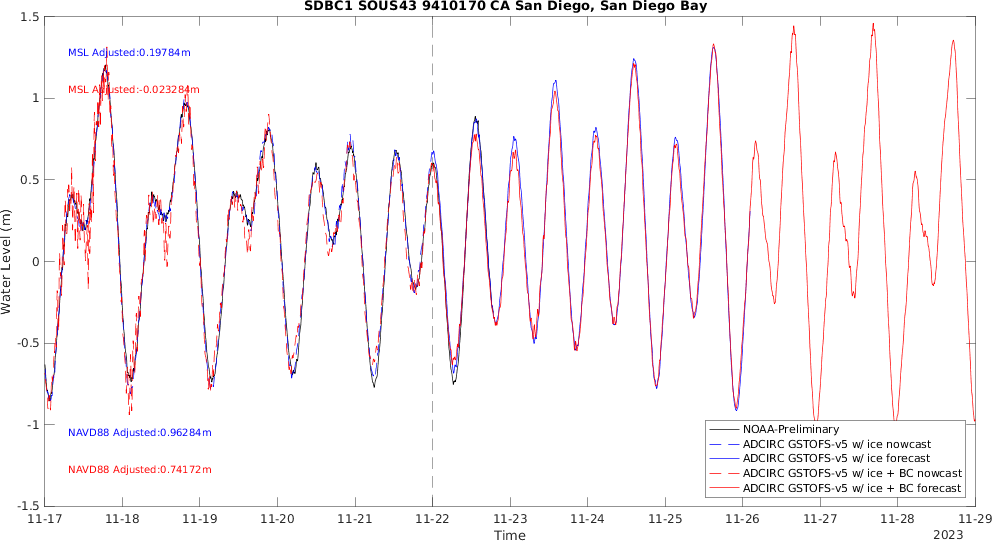 SDBC1 SOUS43 9410170 CA San Diego, San Diego Bay
1.5
MSL Adjusted:0.19784m
MSL Adjusted:-0.023284m
1
0.5
Water Level (m)
0
-0.5
-1
NAVD88 Adjusted:0.96284m
NAVD88 Adjusted:0.74172m
NOAA-Preliminary
ADCIRC GSTOFS-v5 w/ ice nowcast
ADCIRC GSTOFS-v5 w/ ice forecast
ADCIRC GSTOFS-v5 w/ ice + BC nowcast
ADCIRC GSTOFS-v5 w/ ice + BC forecast
-1.5
11-17 11-18 11-19 11-20 11-21 11-22 11-23 11-24 11-25 11-26 11-27 11-28 11-29
Time
2023